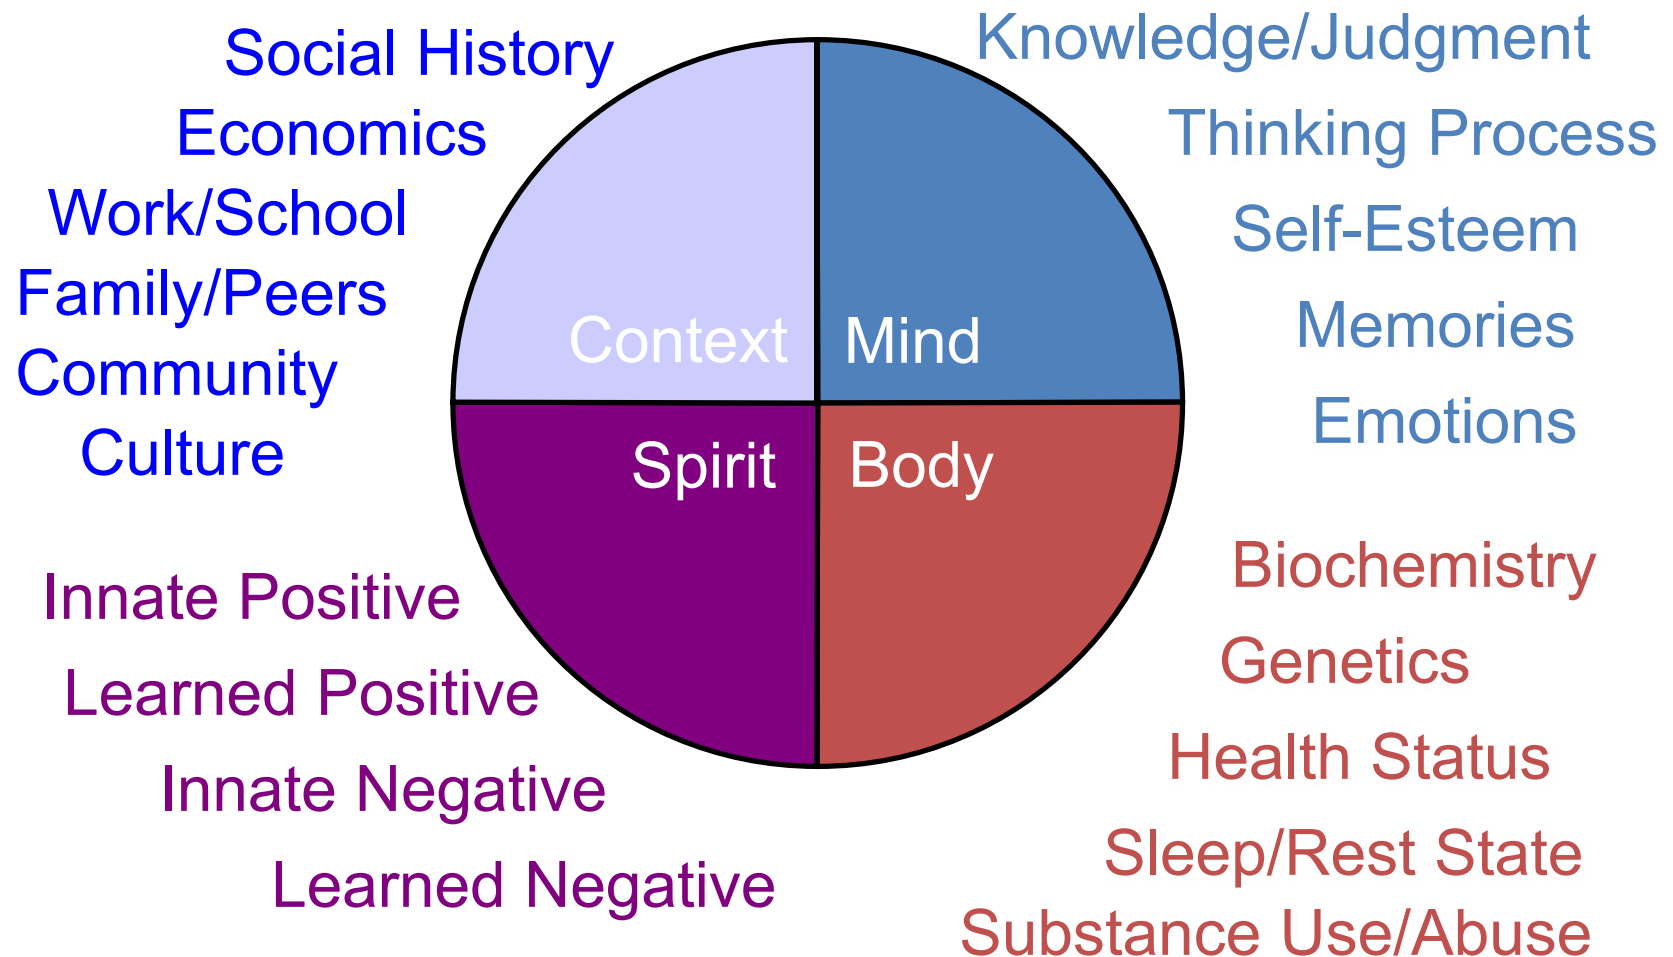 Social History
Economics
Work/School
Family/Peers
Community
Culture
Knowledge/Judgment
Thinking Process
Self-Esteem
Memories
Emotions
Context
Mind
Spirit
Body
Innate Positive
Learned Positive
Innate Negative
Learned Negative
Biochemistry
Genetics
Health Status
Sleep/Rest State
Substance Use/Abuse